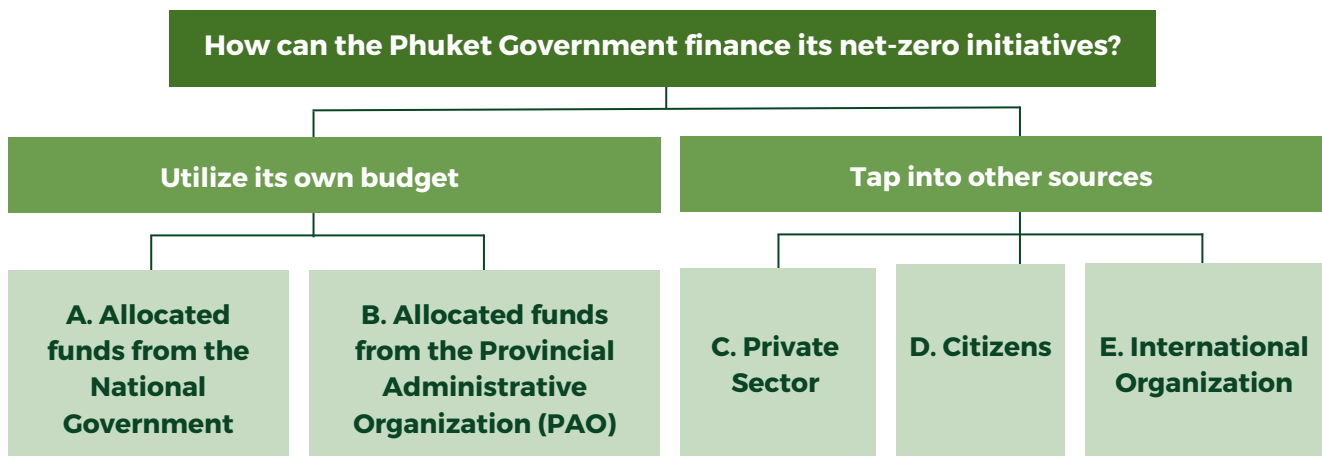 How can the Phuket Government finance its net-zero initiatives?
Utilize its own budget
Tap into other sources
A. Allocated
funds from the
National
Government
B. Allocated funds
from the Provincial
Administrative
Organization (PAO)
C. Private
Sector
D. Citizens
E. International
Organization